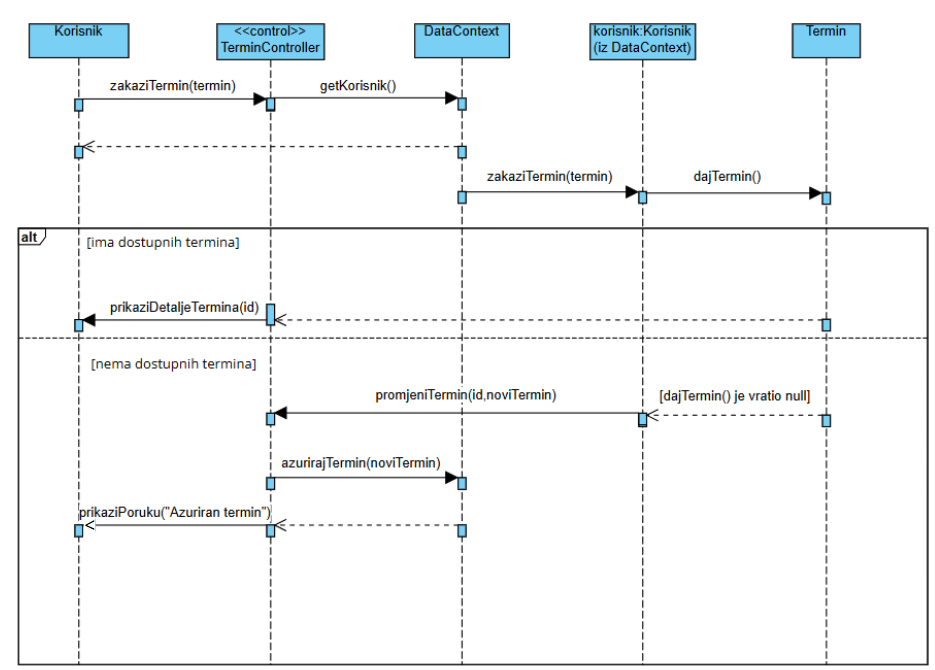 Korisnik
<<control>>
TerminController
DataContext
korisnik:Korisnik
(iz DataContext)
Termin
zakaziTermin(termin)
getKorisnik()
zakaziTermin(termin)
dajTermin()
alt
[ima dostupnih termina]
prikaziDetaljeTermina(id)
[nema dostupnih termina]
promjeniTermin(id,noviTermin)
[dajTermin() je vratio null]
azurirajTermin(noviTermin)
prikaziPoruku("Azuriran termin")